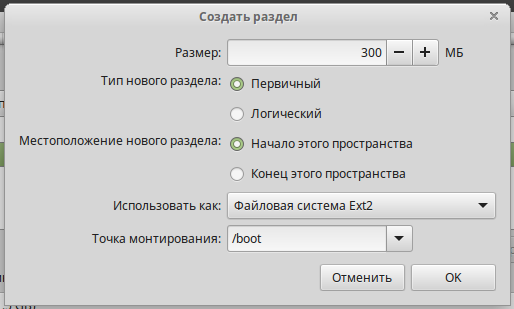 Создать раздел
Размер: 300 МБ
Тип нового раздела: Первичный
Логический
Местоположение нового раздела: Начало этого пространства
Конец этого пространства
Использовать как: Файловая система Ext2
Точка монтирования: /boot
Отменить OK